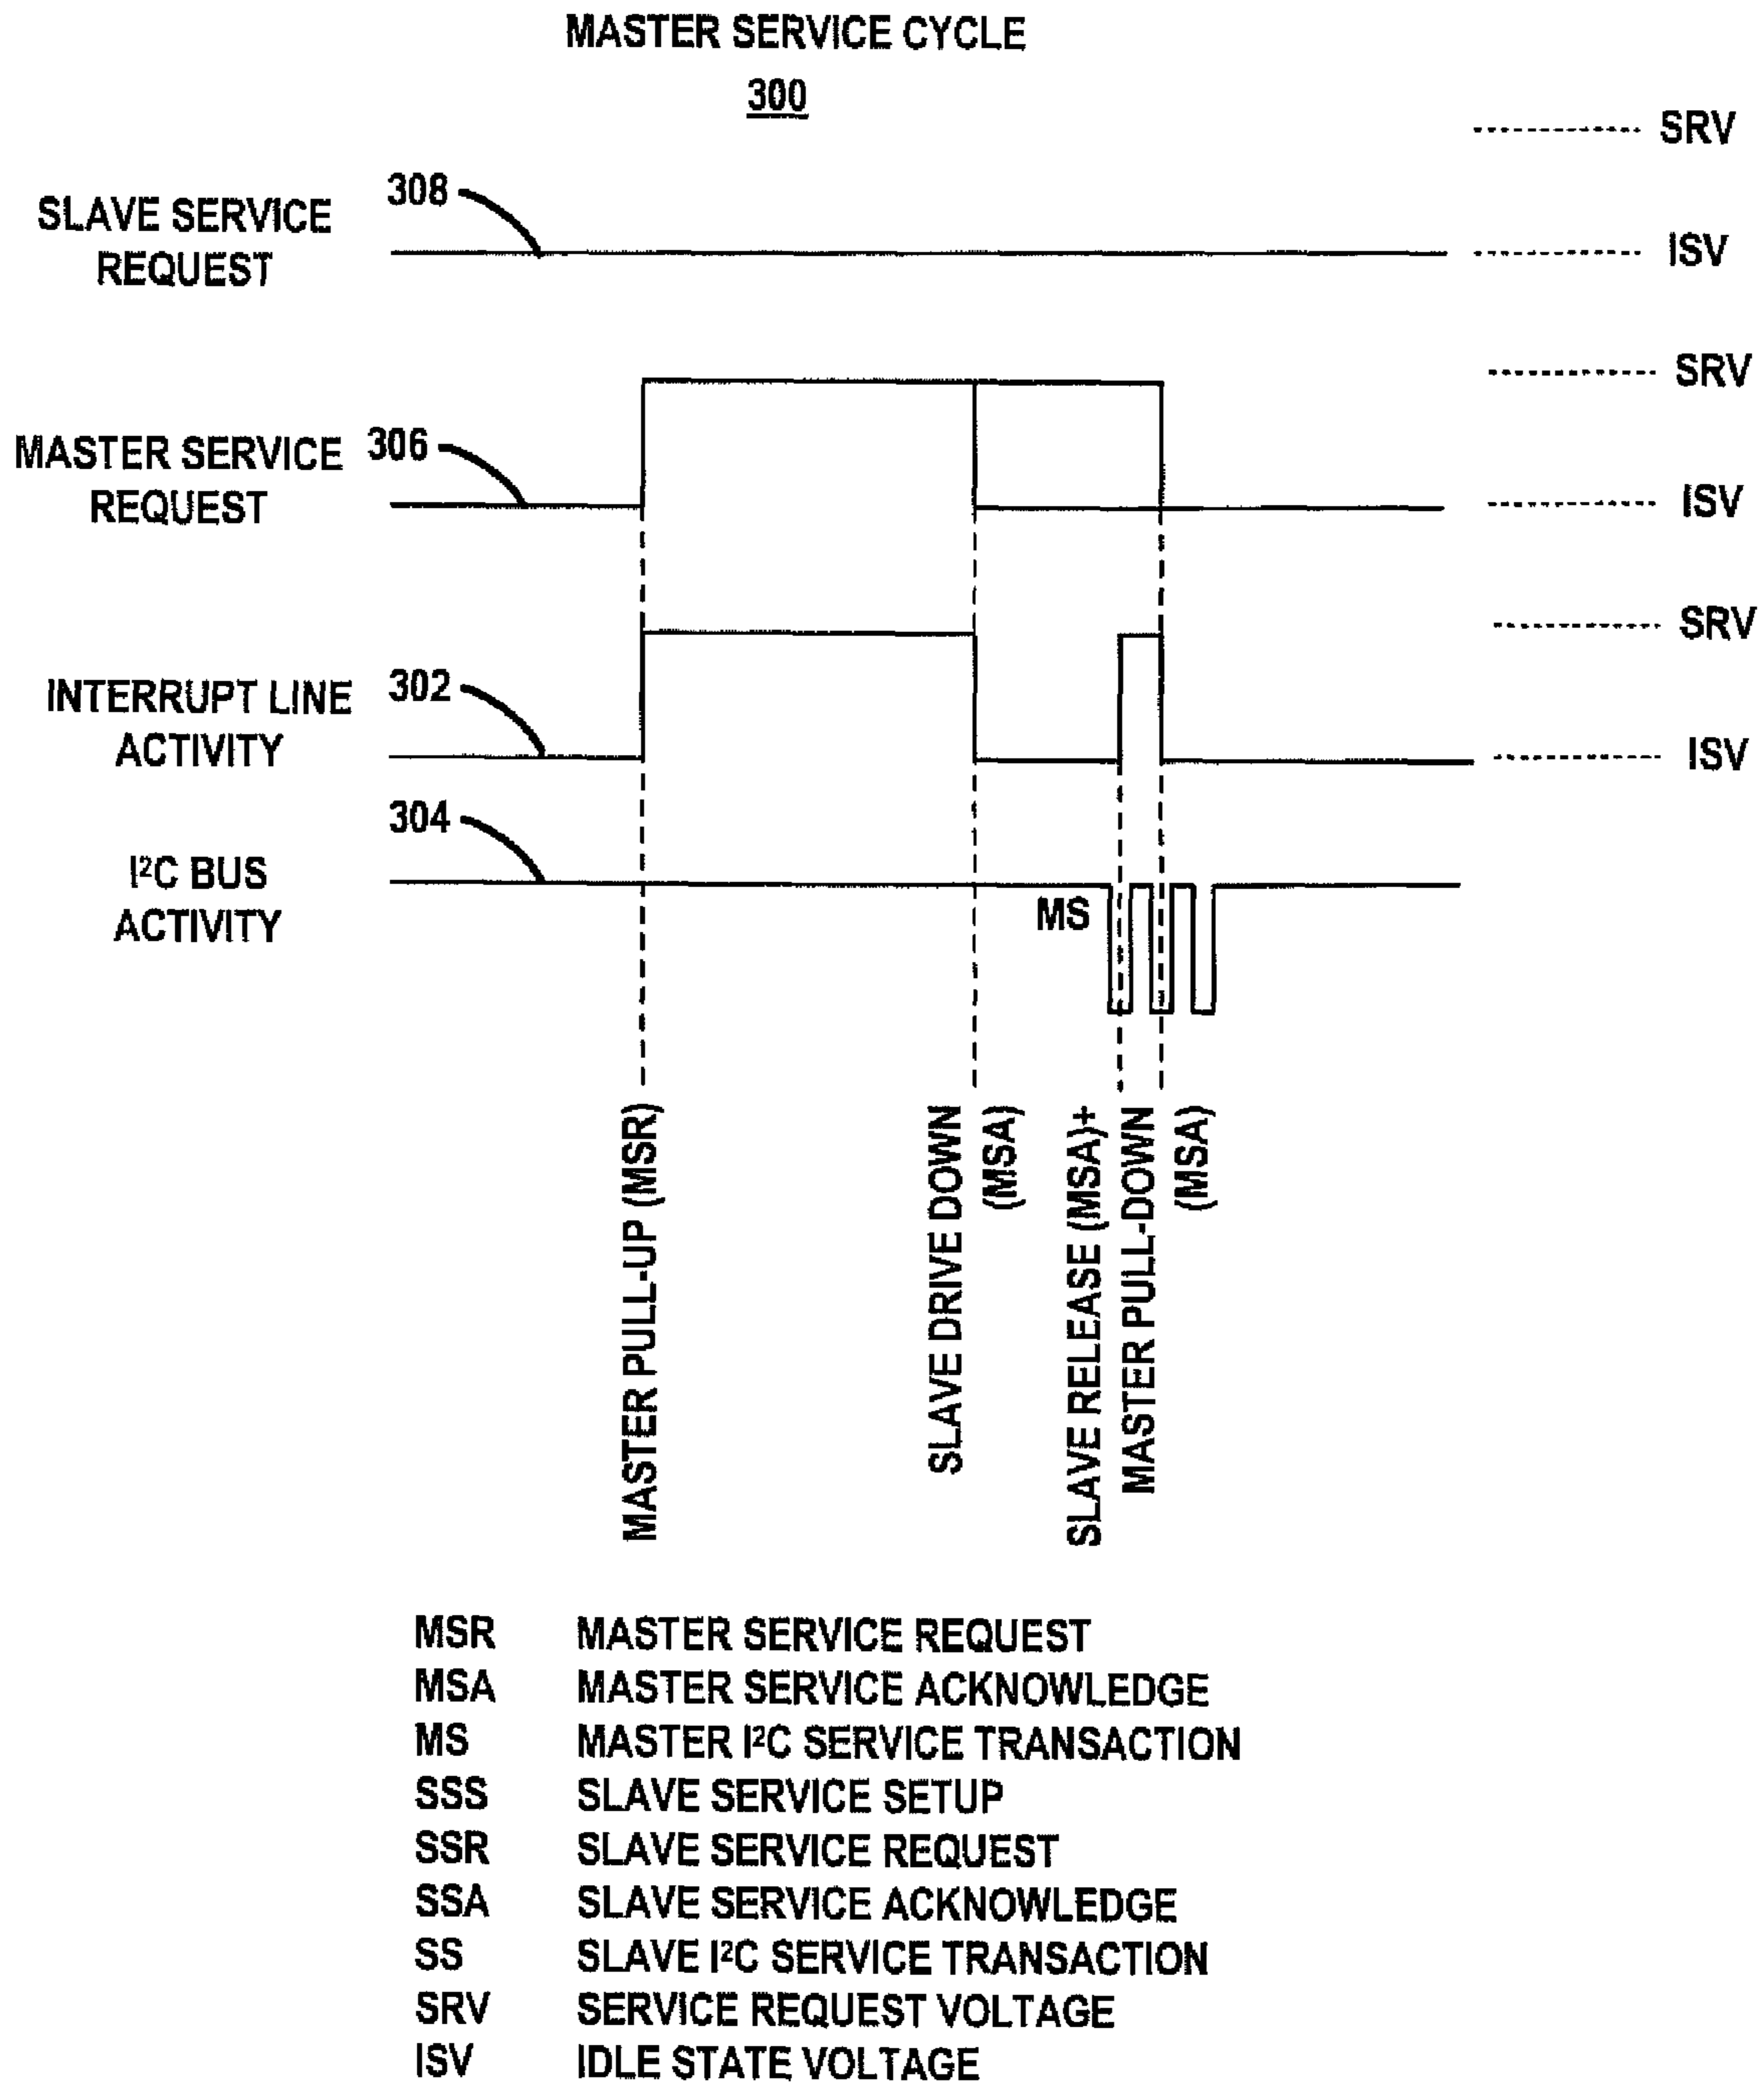 MASTER SERVICE CYCLE
300
SRV
SLAVE SERVICE
REQUEST
308
ISV
SRV
MASTER SERVICE
REQUEST
306
ISV
SRV
INTERRUPT LINE
ACTIVITY
302
ISV
304
I²C BUS
ACTIVITY
MS
MASTER PULL-UP (MSR)
SLAVE DRIVE DOWN
(MSA)
SLAVE RELEASE (MSA)+
MASTER PULL-DOWN
(MSA)
MSR MASTER SERVICE REQUEST
MSA MASTER SERVICE ACKNOWLEDGE
MS MASTER I²C SERVICE TRANSACTION
SSS SLAVE SERVICE SETUP
SSR SLAVE SERVICE REQUEST
SSA SLAVE SERVICE ACKNOWLEDGE
SS SLAVE I²C SERVICE TRANSACTION
SRV SERVICE REQUEST VOLTAGE
ISV IDLE STATE VOLTAGE